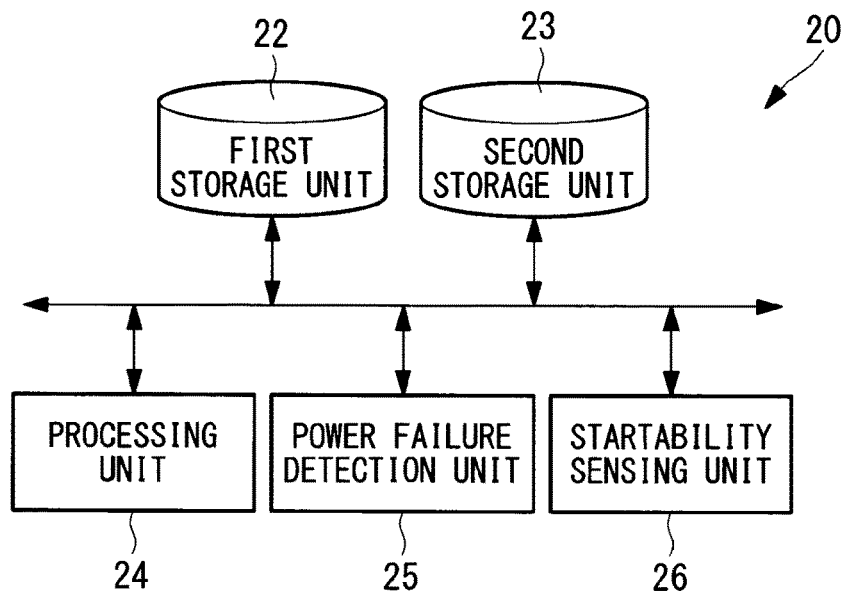 22
23
20
FIRST
STORAGE UNIT
SECOND
STORAGE UNIT
PROCESSING
UNIT
POWER FAILURE
DETECTION UNIT
STARTABILITY
SENSING UNIT
24
25
26